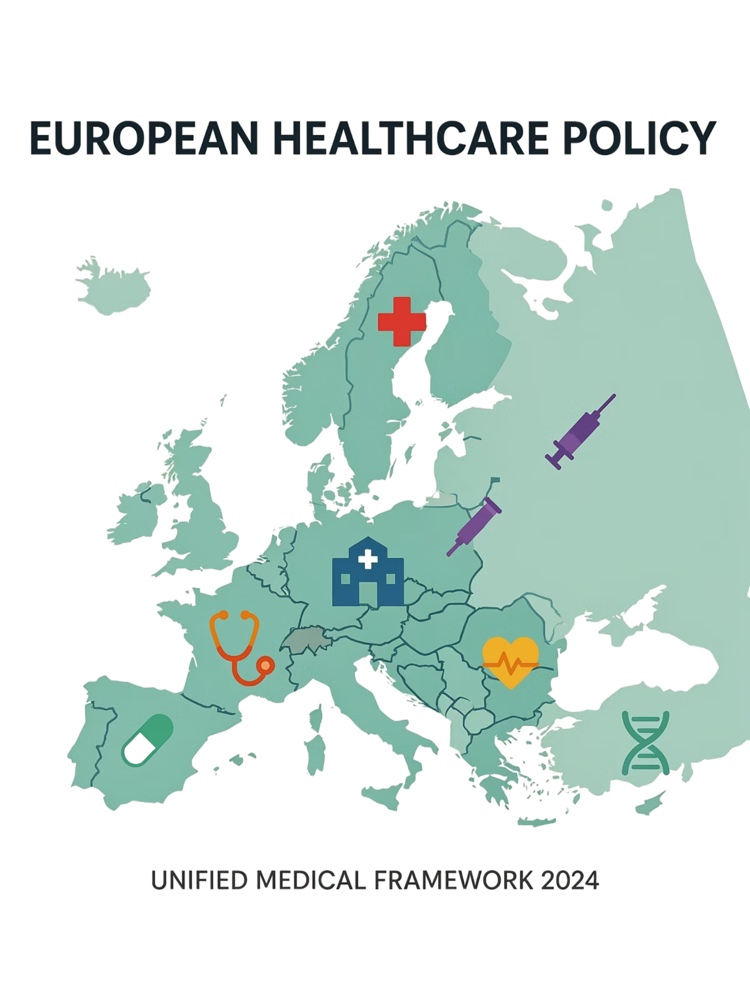 EUROPEAN HEALTHCARE POLICY
UNIFIED MEDICAL FRAMEWORK 2024